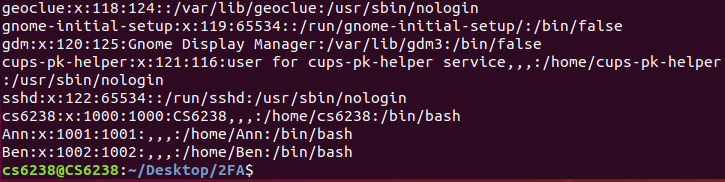 geoclue:x:118:124::/var/lib/geoclue:/usr/sbin/nologin
gnome-initial-setup:x:119:65534::/run/gnome-initial-setup/:/bin/false
gdm:x:120:125:Gnome Display Manager:/var/lib/gdm3:/bin/false
cups-pk-helper:x:121:116:user for cups-pk-helper service,,,:/home/cups-pk-helper
:/usr/sbin/nologin
sshd:x:122:65534::/run/sshd:/usr/sbin/nologin
cs6238:x:1000:1000:CS6238,,,:/home/cs6238:/bin/bash
Ann:x:1001:1001:,,,:/home/Ann:/bin/bash
Ben:x:1002:1002:,,,:/home/Ben:/bin/bash
cs6238@CS6238:~/Desktop/2FA$